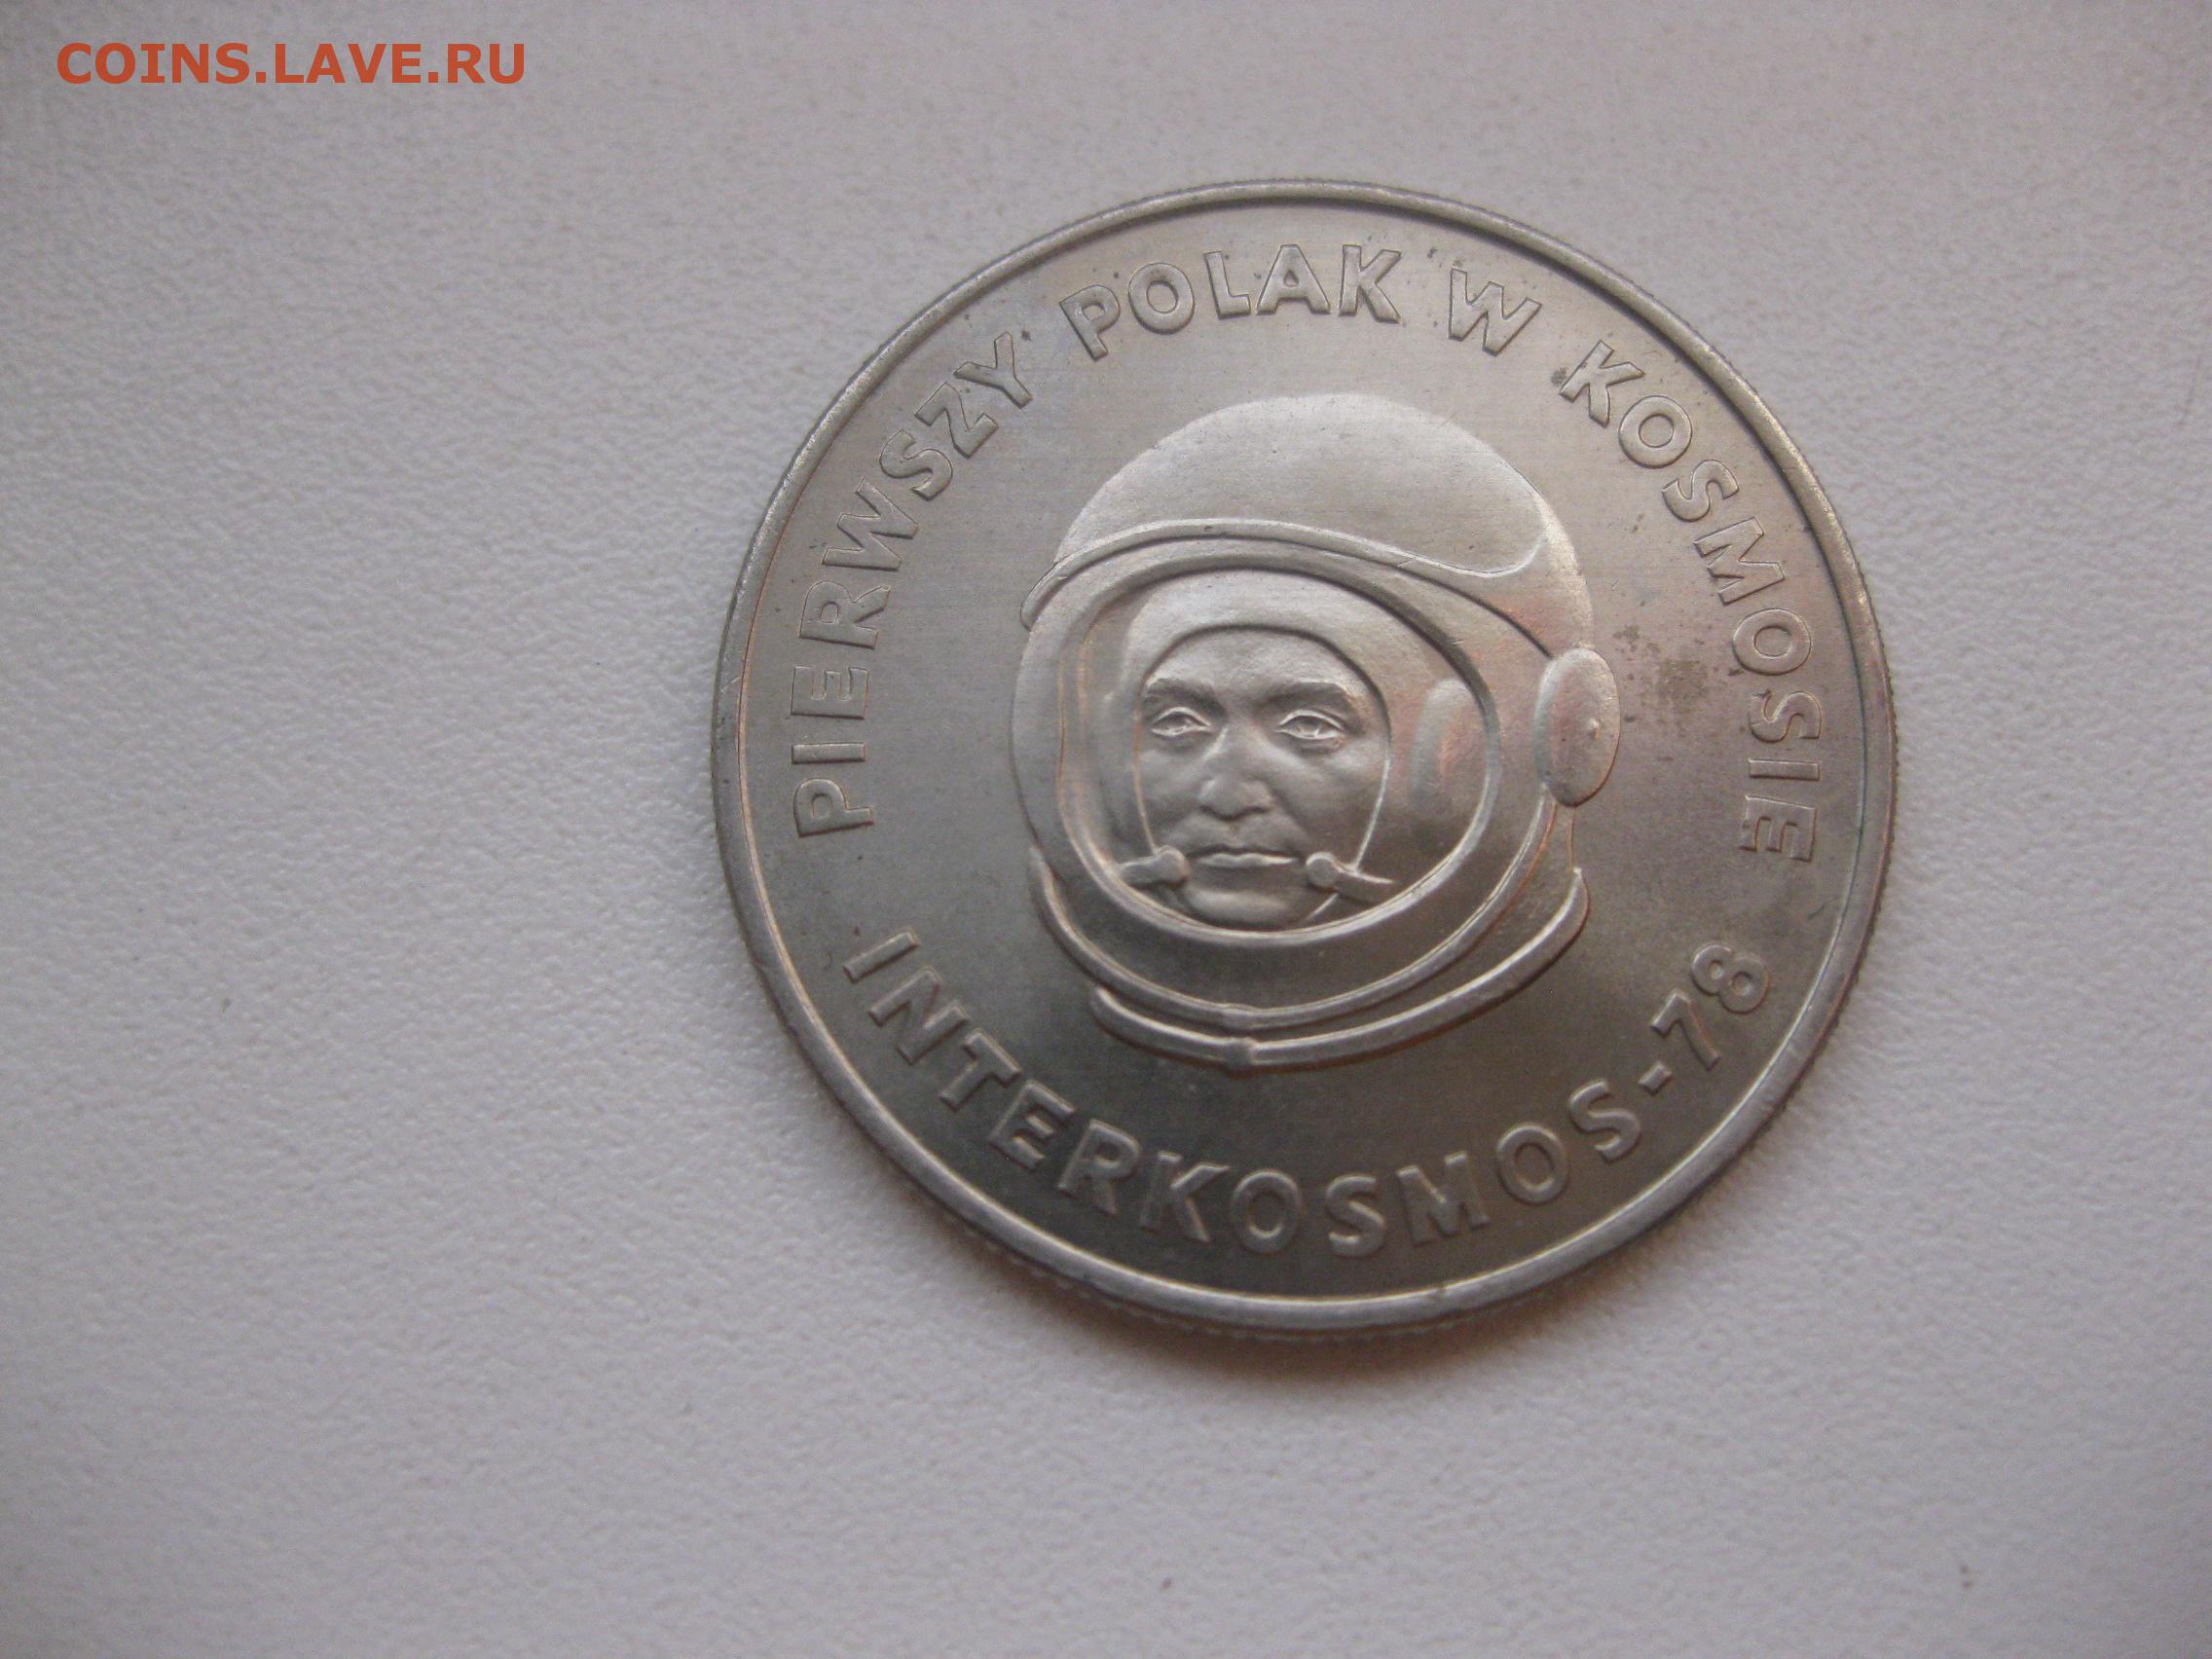 COINS.LAVE.RU
PIERWSZY POLAK W KOSMOSIE
INTERKOSMOS-78